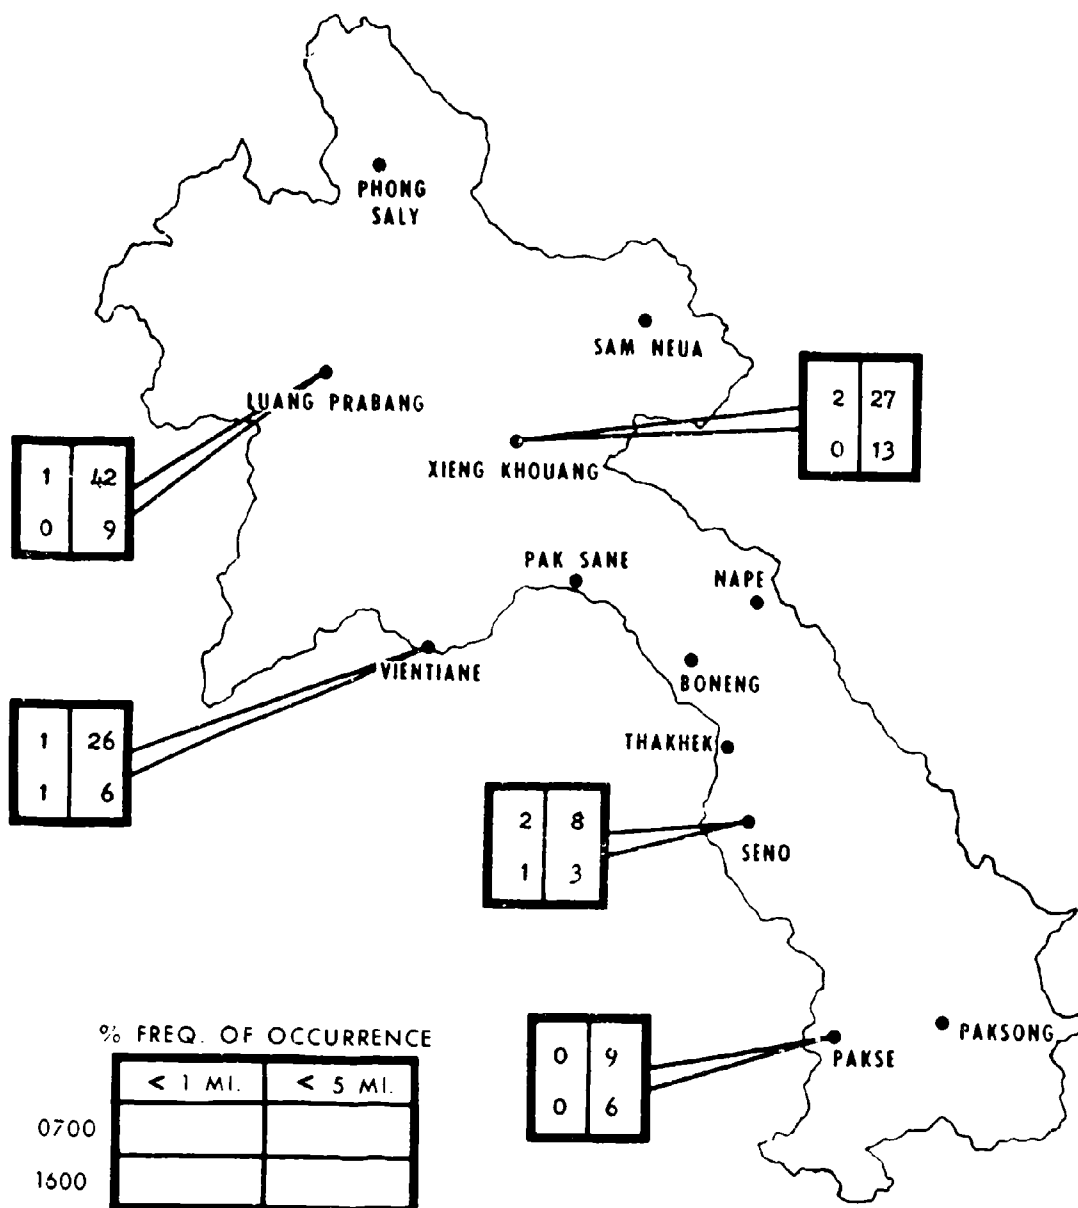 PHONG
SALY
SAM NEUA
LUANG PRABANG
2 27
0 13
XIENG KHOUANG
1 42
0 9
PAK SANE
NAPE
VIENTIANE
BONENG
1 26
1 6
THAKHEK
2 8
1 3
SENO
% FREQ. OF OCCURRENCE
< 1 MI. < 5 MI.
0700
1600
0 9
0 6
PAKSE
PAKSONG